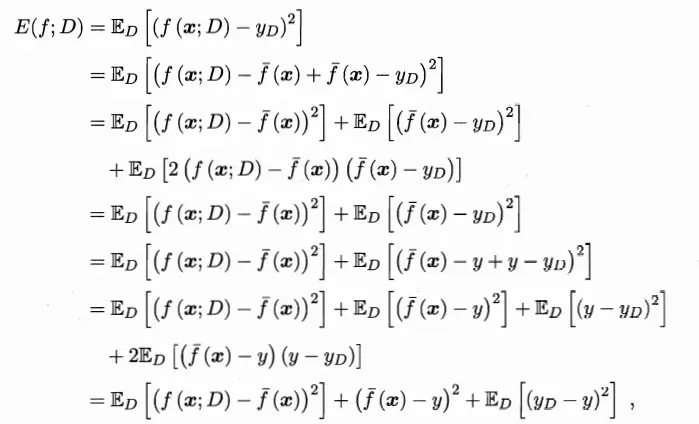 E(f; D) = 𝔼_D [(f (𝒙; D) − y_D)²]
= 𝔼_D [(f (𝒙; D) − f̄ (𝒙) + f̄ (𝒙) − y_D)²]
= 𝔼_D [(f (𝒙; D) − f̄ (𝒙))²] + 𝔼_D [(f̄ (𝒙) − y_D)²]
+ 𝔼_D [2 (f (𝒙; D) − f̄ (𝒙)) (f̄ (𝒙) − y_D)]
= 𝔼_D [(f (𝒙; D) − f̄ (𝒙))²] + 𝔼_D [(f̄ (𝒙) − y_D)²]
= 𝔼_D [(f (𝒙; D) − f̄ (𝒙))²] + 𝔼_D [(f̄ (𝒙) − y + y − y_D)²]
= 𝔼_D [(f (𝒙; D) − f̄ (𝒙))²] + 𝔼_D [(f̄ (𝒙) − y)²] + 𝔼_D [(y − y_D)²]
+ 2𝔼_D [(f̄ (𝒙) − y) (y − y_D)]
= 𝔼_D [(f (𝒙; D) − f̄ (𝒙))²] + (f̄ (𝒙) − y)² + 𝔼_D [(y_D − y)²] ,